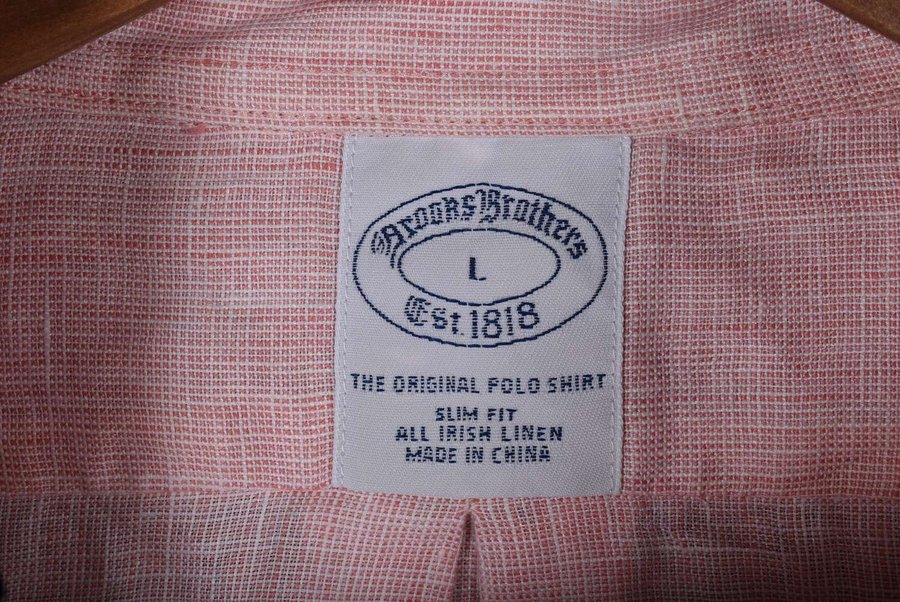 Brooks Brothers
L
Est. 1818
THE ORIGINAL POLO SHIRT
SLIM FIT
ALL IRISH LINEN
MADE IN CHINA